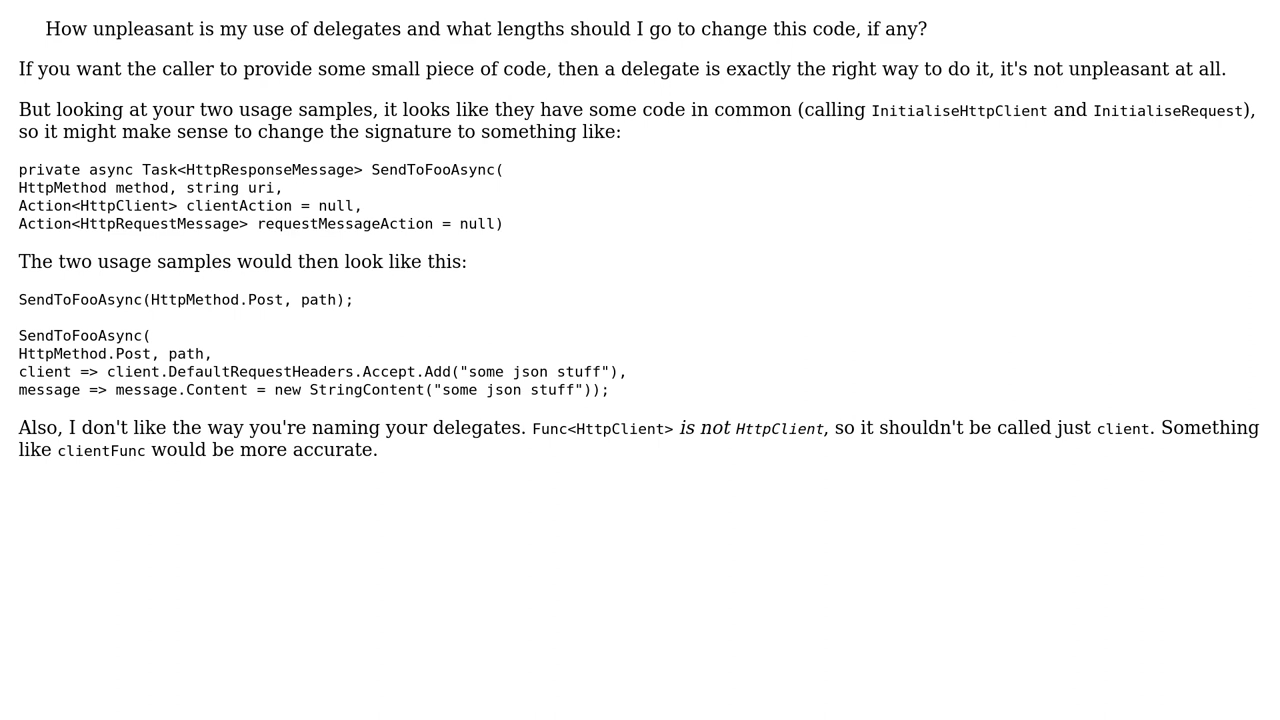 How unpleasant is my use of delegates and what lengths should I go to change this code, if any?
If you want the caller to provide some small piece of code, then a delegate is exactly the right way to do it, it's not unpleasant at all.
But looking at your two usage samples, it looks like they have some code in common (calling InitialiseHttpClient and InitialiseRequest),
so it might make sense to change the signature to something like:
private async Task<HttpResponseMessage> SendToFooAsync(
HttpMethod method, string uri,
Action<HttpClient> clientAction = null,
Action<HttpRequestMessage> requestMessageAction = null)
The two usage samples would then look like this:
SendToFooAsync(HttpMethod.Post, path);
SendToFooAsync(
HttpMethod.Post, path,
client => client.DefaultRequestHeaders.Accept.Add("some json stuff"),
message => message.Content = new StringContent("some json stuff"));
Also, I don't like the way you're naming your delegates. Func<HttpClient> is not HttpClient, so it shouldn't be called just client. Something
like clientFunc would be more accurate.